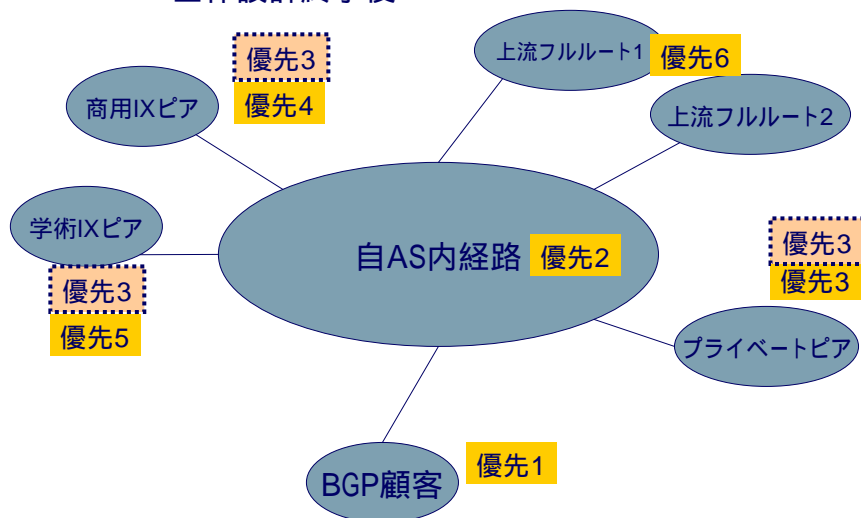 優先3
優先4
商用IXピア
上流フルルート1
優先6
上流フルルート2
学術IXピア
優先3
優先5
自AS内経路
優先2
優先3
優先3
プライベートピア
BGP顧客
優先1